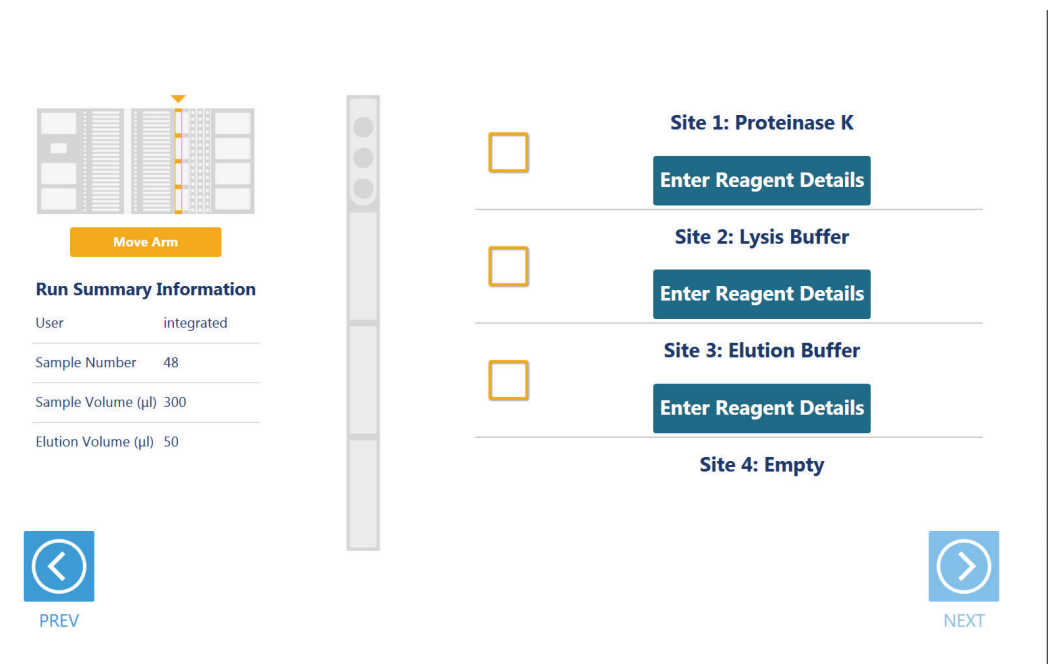 Move Arm
Run Summary Information
User integrated
Sample Number 48
Sample Volume (µl) 300
Elution Volume (µl) 50
Site 1: Proteinase K
Enter Reagent Details
Site 2: Lysis Buffer
Enter Reagent Details
Site 3: Elution Buffer
Enter Reagent Details
Site 4: Empty
PREV
NEXT